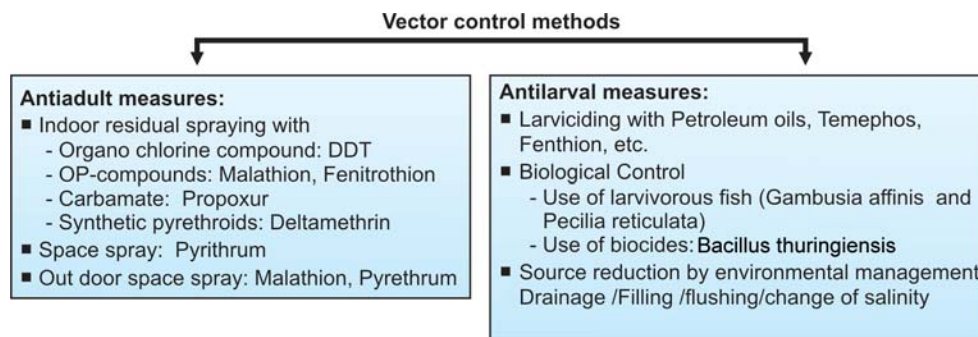 Vector control methods
Antiadult measures:
■ Indoor residual spraying with
- Organo chlorine compound: DDT
- OP-compounds: Malathion, Fenitrothion
- Carbamate: Propoxur
- Synthetic pyrethroids: Deltamethrin
■ Space spray: Pyrithrum
■ Out door space spray: Malathion, Pyrethrum
Antilarval measures:
■ Larviciding with Petroleum oils, Temephos,
Fenthion, etc.
■ Biological Control
- Use of larvivorous fish (Gambusia affinis and
Pecilia reticulata)
- Use of biocides: Bacillus thuringiensis
■ Source reduction by environmental management
Drainage /Filling /flushing/change of salinity